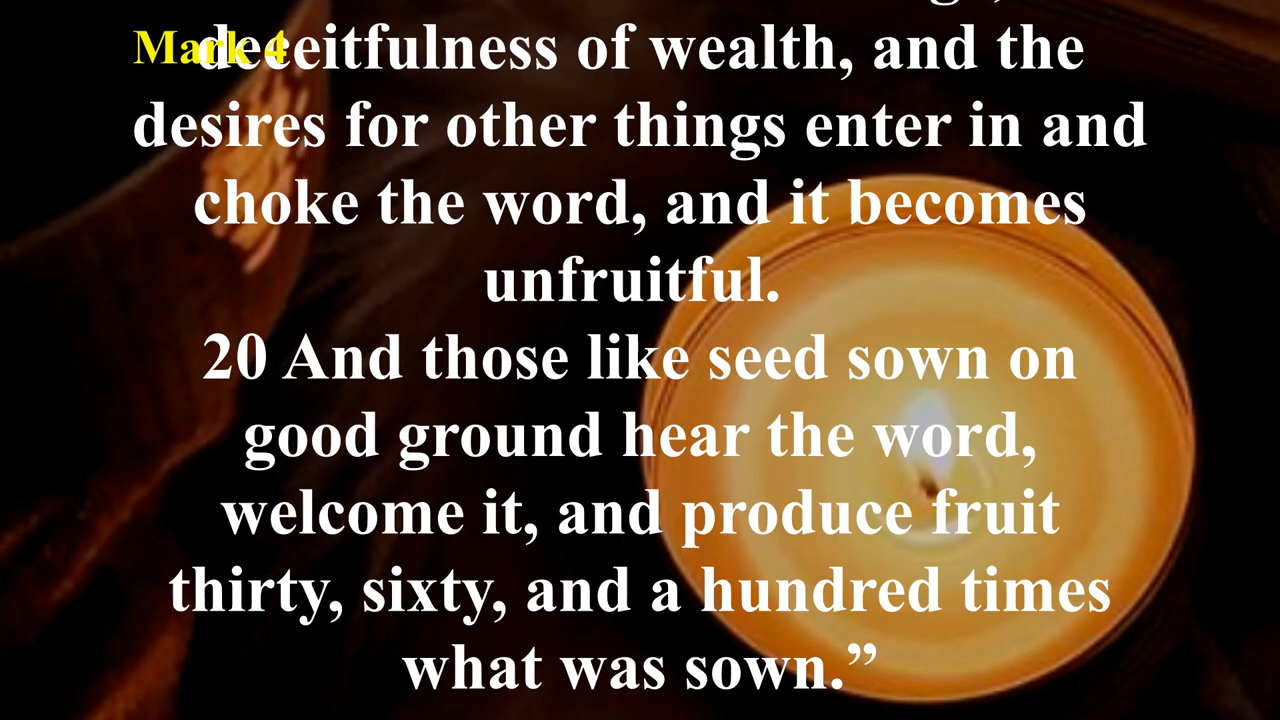 Mark 4
deceitfulness of wealth, and the
desires for other things enter in and
choke the word, and it becomes
unfruitful.
20 And those like seed sown on
good ground hear the word,
welcome it, and produce fruit
thirty, sixty, and a hundred times
what was sown.”